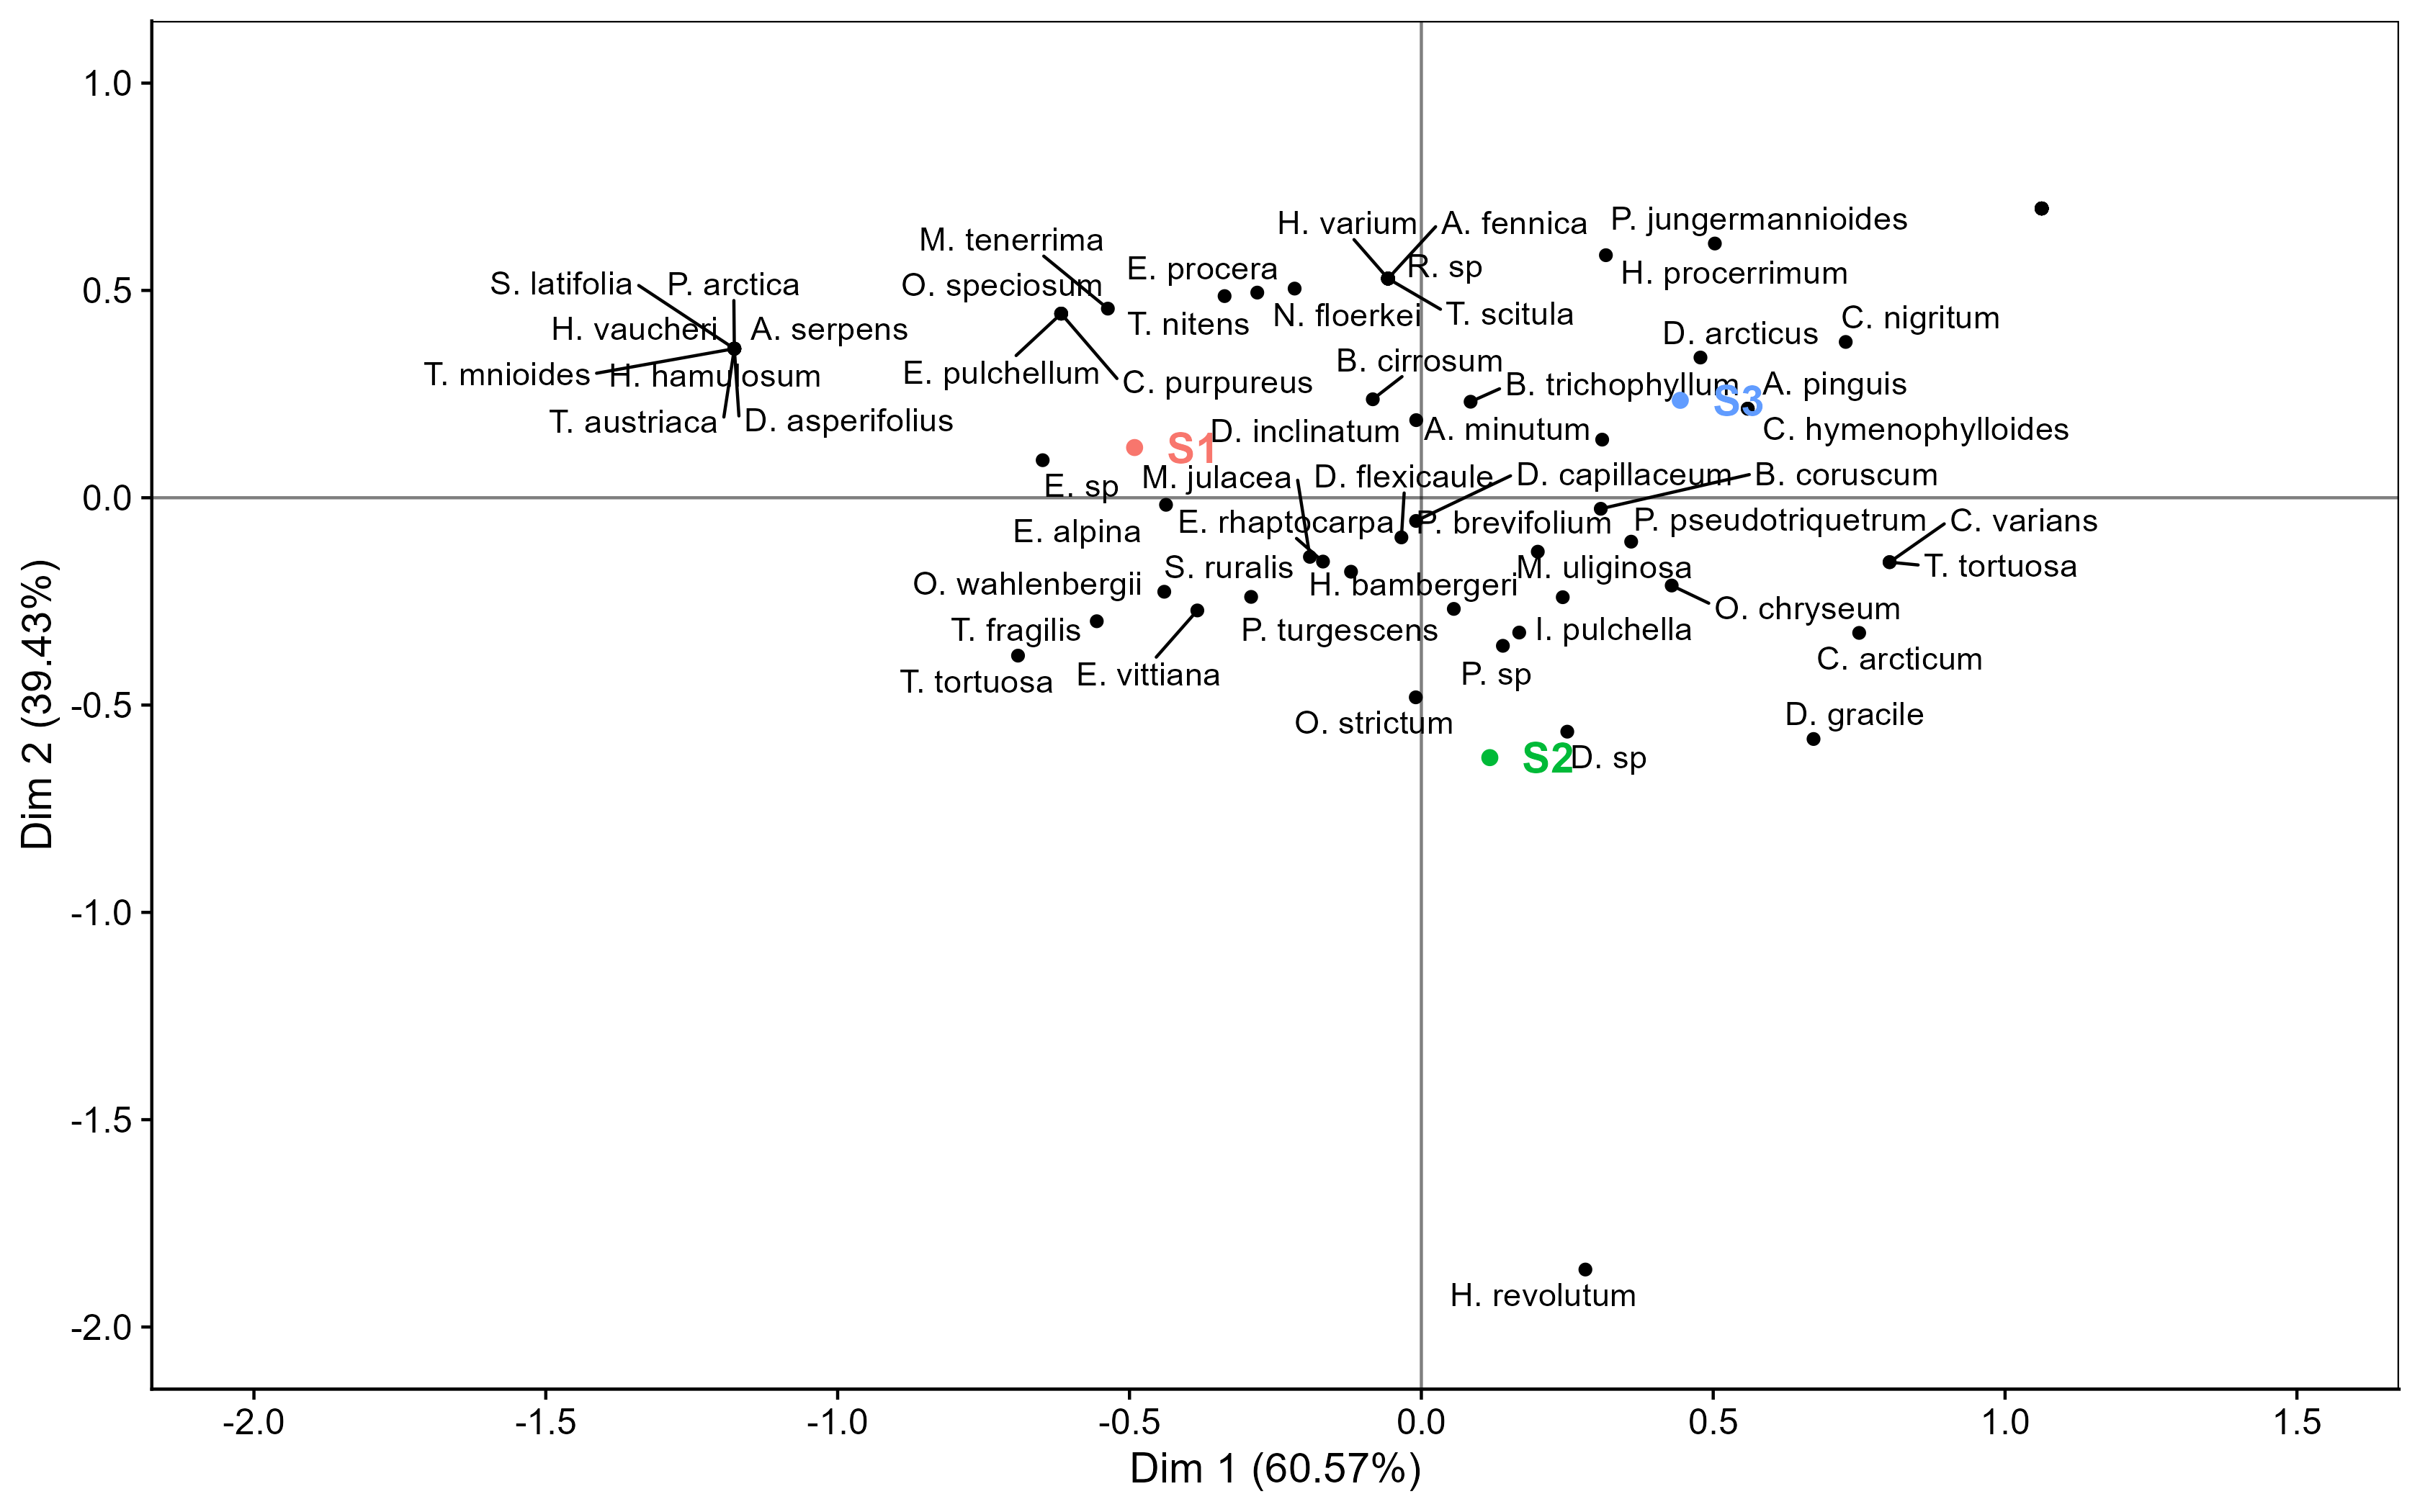 1.0
0.5
0.0
-0.5
-1.0
-1.5
-2.0
Dim 2 (39.43%)
H. varium
A. fennica
P. jungermannioides
M. tenerrima
E. procera
R. sp
H. procerrimum
S. latifolia
P. arctica
O. speciosum
T. nitens
N. floerkei
T. scitula
C. nigritum
H. vaucheri
A. serpens
D. arcticus
B. cirrosum
T. mnioides
H. hamulosum
E. pulchellum
C. purpureus
B. trichophyllum
A. pinguis
S3
T. austriaca
D. asperifolius
D. inclinatum
A. minutum
C. hymenophylloides
S1
E. sp
M. julacea
D. flexicaule
D. capillaceum
B. coruscum
E. alpina
E. rhaptocarpa
P. brevifolium
P. pseudotriquetrum
C. varians
O. wahlenbergii
S. ruralis
H. bambergeri
M. uliginosa
T. tortuosa
T. fragilis
P. turgescens
I. pulchella
O. chryseum
T. tortuosa
E. vittiana
P. sp
C. arcticum
O. strictum
D. gracile
S2
D. sp
H. revolutum
-2.0
-1.5
-1.0
-0.5
0.0
0.5
1.0
1.5
Dim 1 (60.57%)